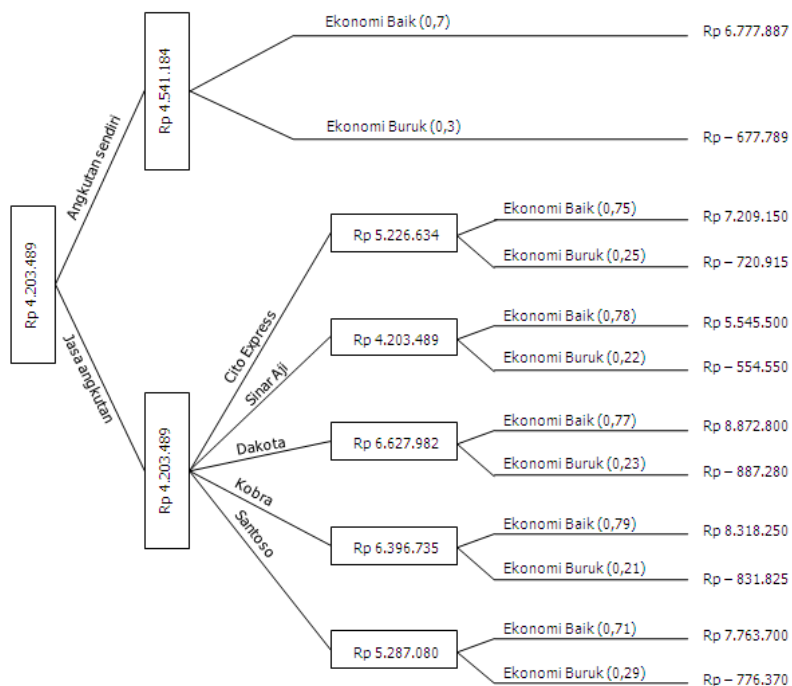 Rp 4.203.489
Angkutan sendiri
Rp 4.541.184
Ekonomi Baik (0,7)
Rp 6.777.887
Ekonomi Buruk (0,3)
Rp – 677.789
Jasa angkutan
Rp 4.203.489
Cito Express
Rp 5.226.634
Ekonomi Baik (0,75)
Rp 7.209.150
Ekonomi Buruk (0,25)
Rp – 720.915
Sinar Aji
Rp 4.203.489
Ekonomi Baik (0,78)
Rp 5.545.500
Ekonomi Buruk (0,22)
Rp – 554.550
Dakota
Rp 6.627.982
Ekonomi Baik (0,77)
Rp 8.872.800
Ekonomi Buruk (0,23)
Rp – 887.280
Kobra
Rp 6.396.735
Ekonomi Baik (0,79)
Rp 8.318.250
Ekonomi Buruk (0,21)
Rp – 831.825
Santoso
Rp 5.287.080
Ekonomi Baik (0,71)
Rp 7.763.700
Ekonomi Buruk (0,29)
Rp – 776.370